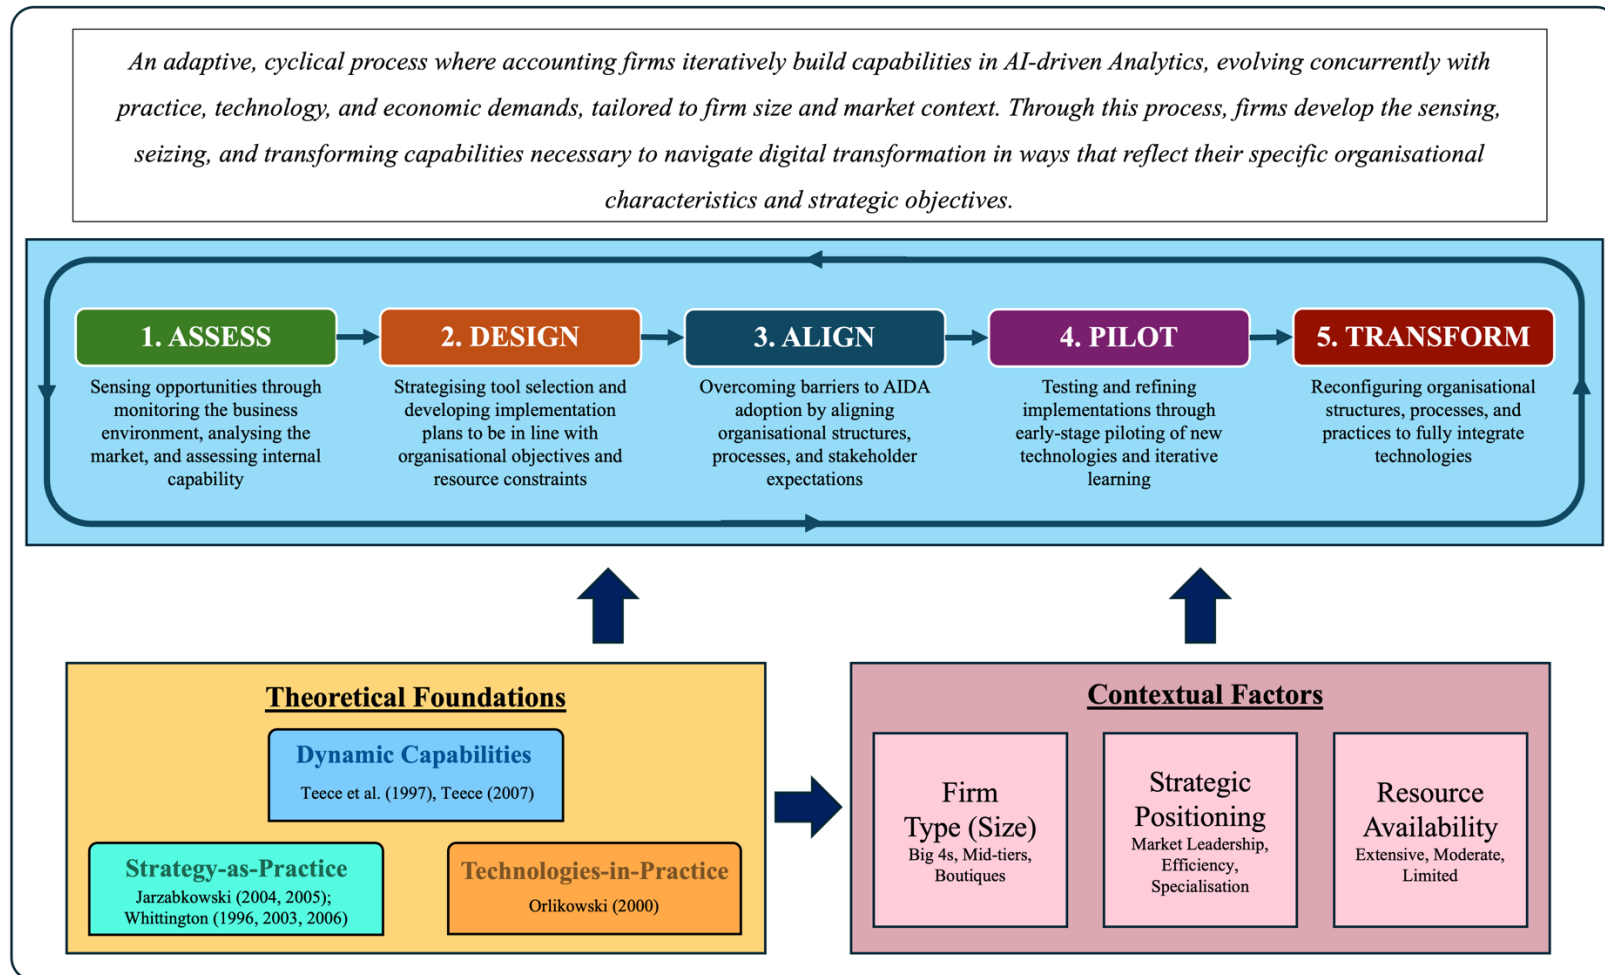 An adaptive, cyclical process where accounting firms iteratively build capabilities in AI-driven Analytics, evolving concurrently with
practice, technology, and economic demands, tailored to firm size and market context. Through this process, firms develop the sensing,
seizing, and transforming capabilities necessary to navigate digital transformation in ways that reflect their specific organisational
characteristics and strategic objectives.
1. ASSESS
Sensing opportunities through
monitoring the business
environment, analysing the
market, and assessing internal
capability
2. DESIGN
Strategising tool selection and
developing implementation
plans to be in line with
organisational objectives and
resource constraints
3. ALIGN
Overcoming barriers to AIDA
adoption by aligning
organisational structures,
processes, and stakeholder
expectations
4. PILOT
Testing and refining
implementations through
early-stage piloting of new
technologies and iterative
learning
5. TRANSFORM
Reconfiguring organisational
structures, processes, and
practices to fully integrate
technologies
Theoretical Foundations
Dynamic Capabilities
Teece et al. (1997), Teece (2007)
Strategy-as-Practice
Jarzabkowski (2004, 2005);
Whittington (1996, 2003, 2006)
Technologies-in-Practice
Orlikowski (2000)
Contextual Factors
Firm
Type (Size)
Big 4s, Mid-tiers,
Boutiques
Strategic
Positioning
Market Leadership,
Efficiency,
Specialisation
Resource
Availability
Extensive, Moderate,
Limited